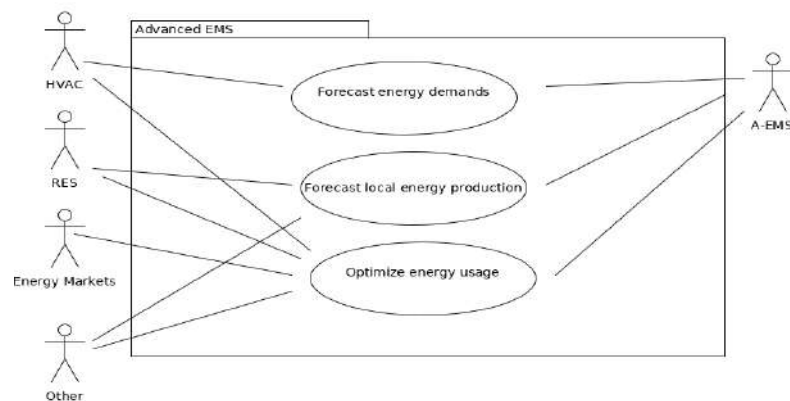 Advanced EMS
HVAC
Forecast energy demands
A-EMS
RES
Forecast local energy production
Energy Markets
Optimize energy usage
Other